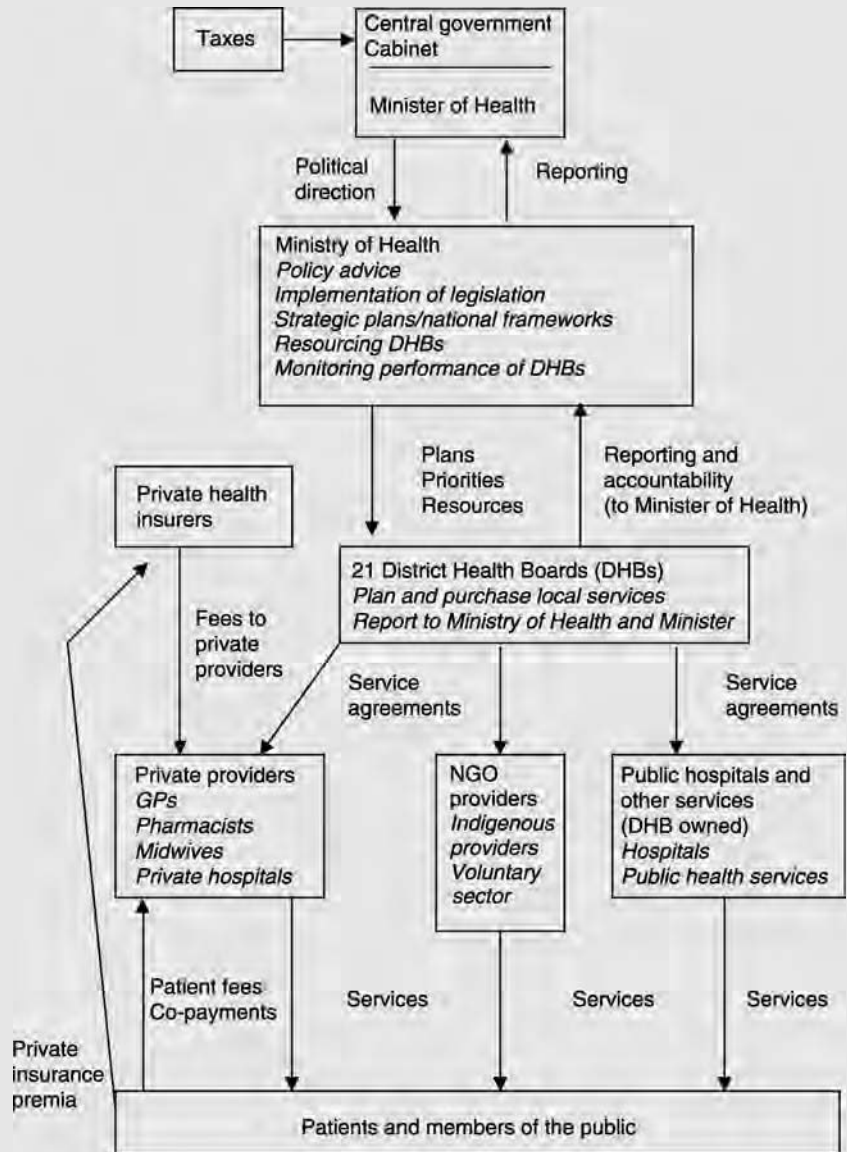 Taxes
Central government
Cabinet
Minister of Health
Political
direction
Reporting
Ministry of Health
Policy advice
Implementation of legislation
Strategic plans/national frameworks
Resourcing DHBs
Monitoring performance of DHBs
Plans
Priorities
Resources
Reporting and
accountability
(to Minister of Health)
Private health
insurers
21 District Health Boards (DHBs)
Plan and purchase local services
Report to Ministry of Health and Minister
Fees to
private
providers
Service
agreements
Service
agreements
Private providers
GPs
Pharmacists
Midwives
Private hospitals
NGO
providers
Indigenous
providers
Voluntary
sector
Public hospitals and
other services
(DHB owned)
Hospitals
Public health services
Patient fees
Co-payments
Services
Services
Services
Private
insurance
premia
Patients and members of the public